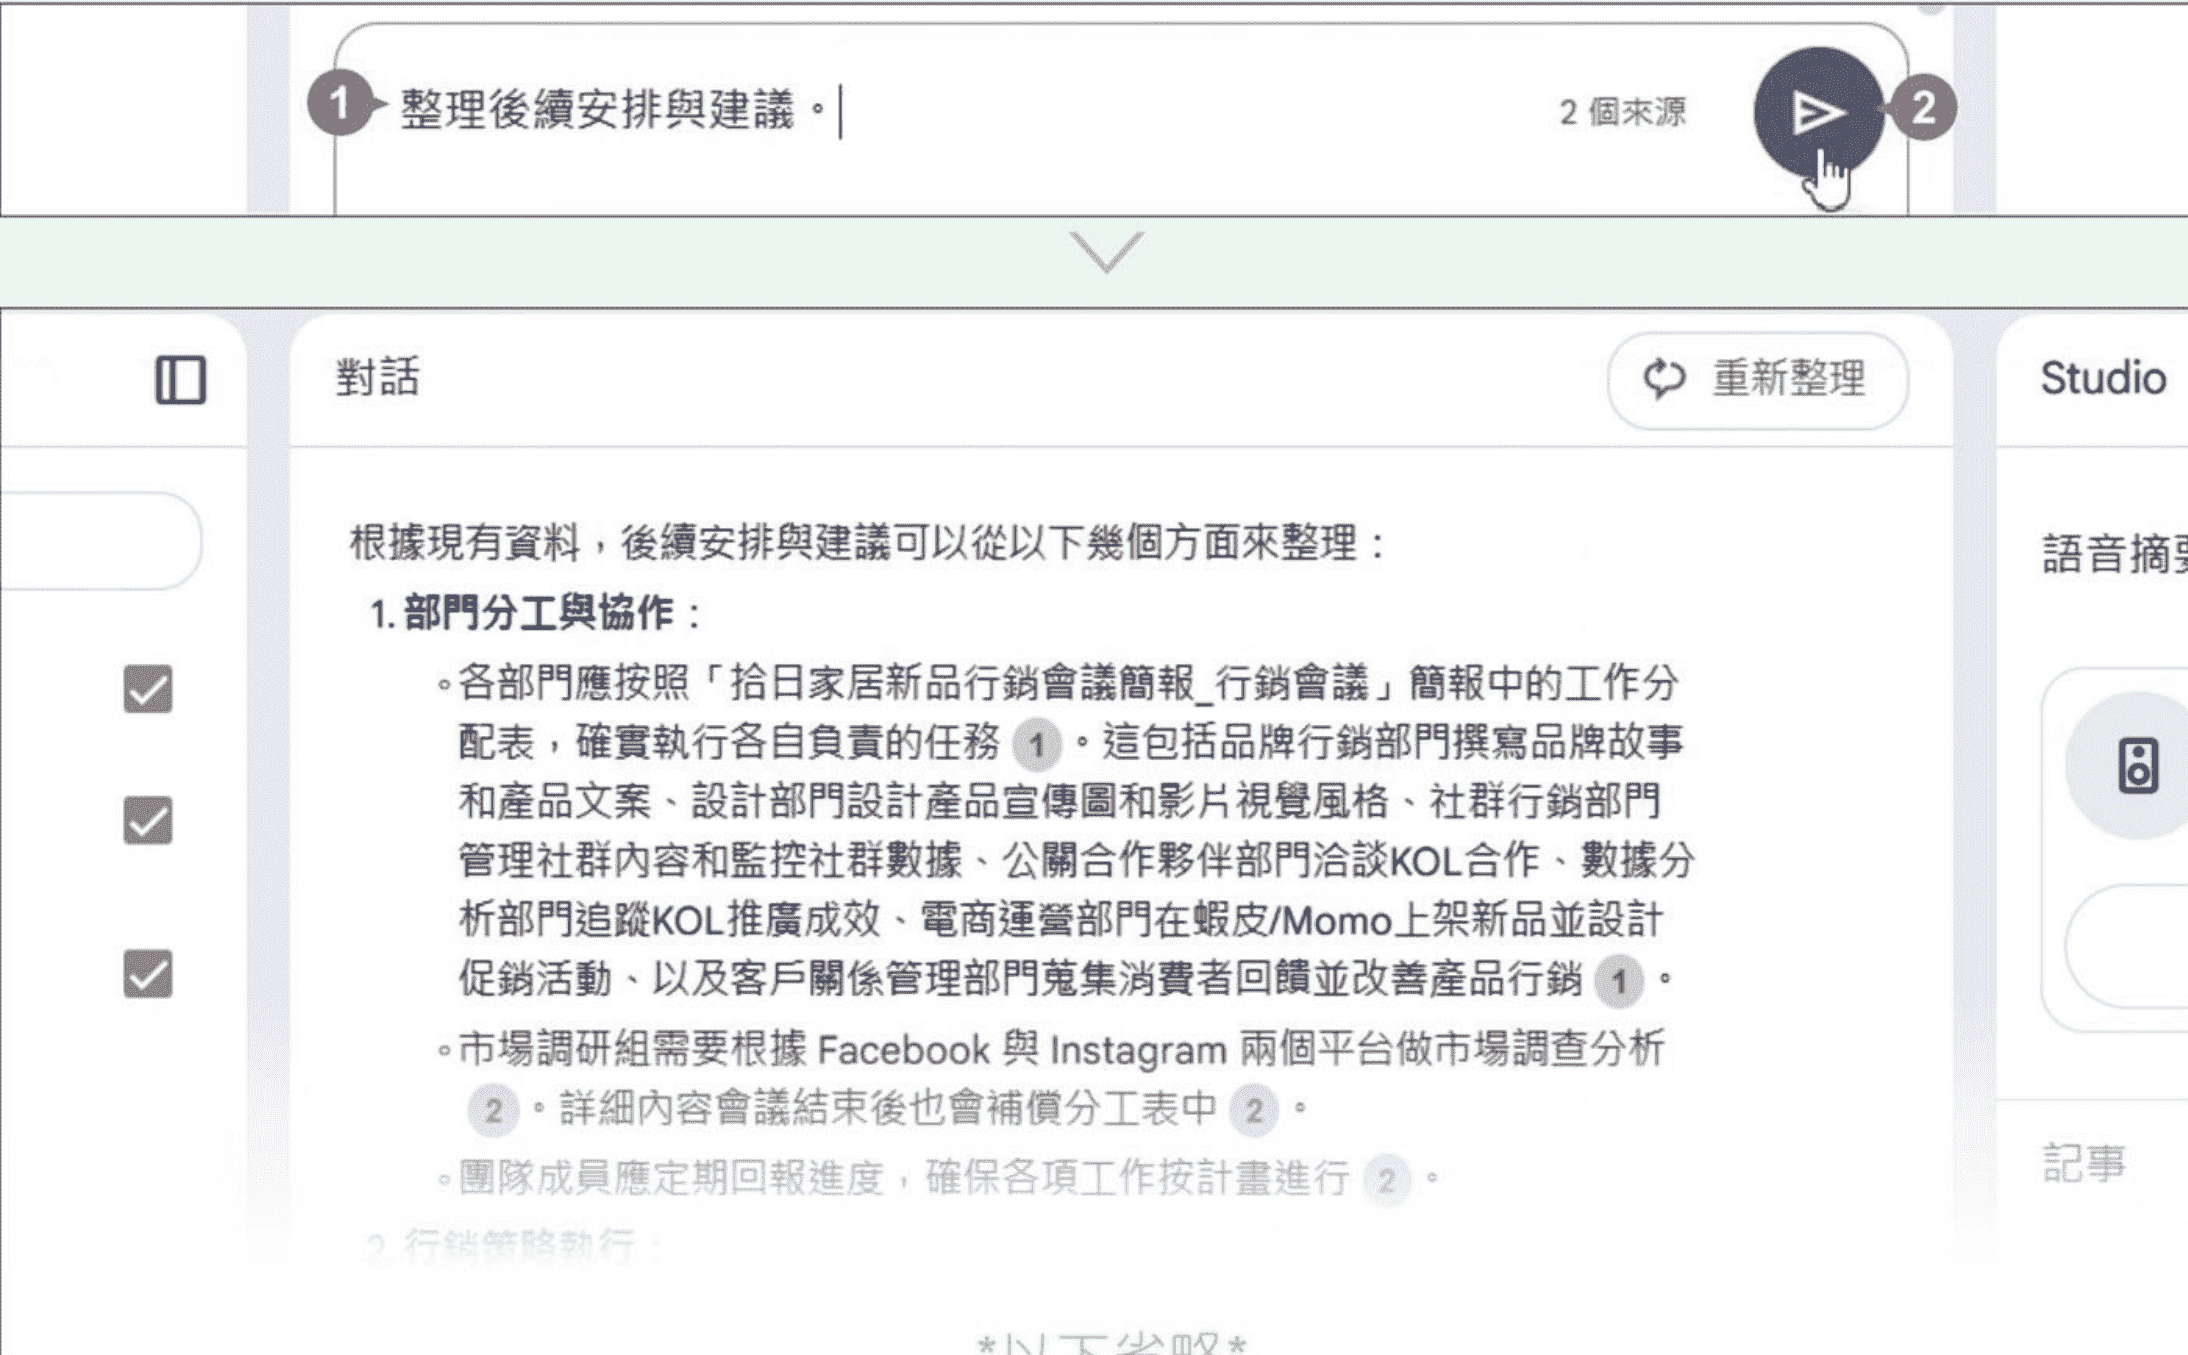 1 整理後續安排與建議。
2 個來源
2
對話
重新整理
Studio
根據現有資料，後續安排與建議可以從以下幾個方面來整理：
語音摘要
1. 部門分工與協作：
◦各部門應按照「拾日家居新品行銷會議簡報_行銷會議」簡報中的工作分
配表，確實執行各自負責的任務 1 。這包括品牌行銷部門撰寫品牌故事
和產品文案、設計部門設計產品宣傳圖和影片視覺風格、社群行銷部門
管理社群內容和監控社群數據、公關合作夥伴部門洽談KOL合作、數據分
析部門追蹤KOL推廣成效、電商運營部門在蝦皮/Momo上架新品並設計
促銷活動、以及客戶關係管理部門蒐集消費者回饋並改善產品行銷 1 。
◦市場調研組需要根據 Facebook 與 Instagram 兩個平台做市場調查分析
2 。詳細內容會議結束後也會補償分工表中 2 。
◦團隊成員應定期回報進度，確保各項工作按計畫進行 2 。
記事
2. 行銷策略執行：
*以下省略*